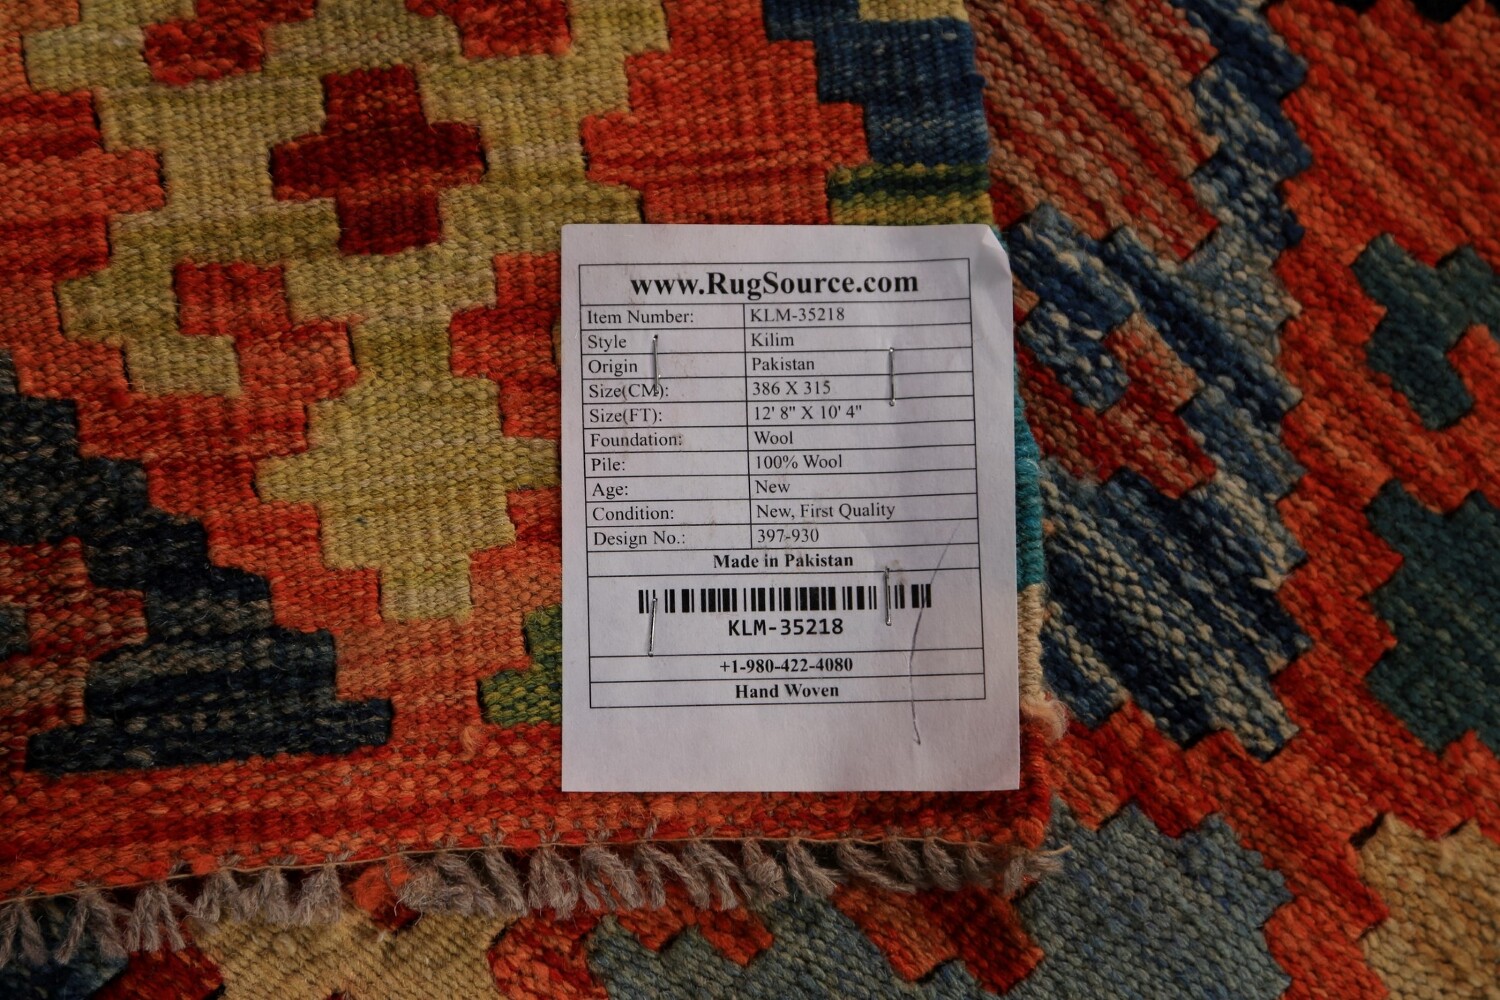 www.RugSource.com
Item Number: KLM-35218
Style Kilim
Origin Pakistan
Size(CM): 386 X 315
Size(FT): 12' 8" X 10' 4"
Foundation: Wool
Pile: 100% Wool
Age: New
Condition: New, First Quality
Design No.: 397-930
Made in Pakistan
KLM-35218
+1-980-422-4080
Hand Woven